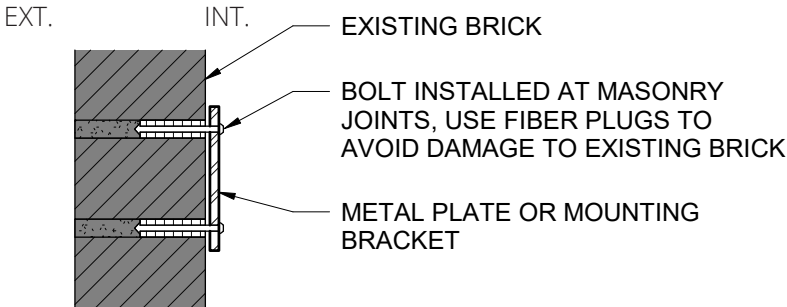 EXT.
INT.
EXISTING BRICK
BOLT INSTALLED AT MASONRY
JOINTS, USE FIBER PLUGS TO
AVOID DAMAGE TO EXISTING BRICK
METAL PLATE OR MOUNTING
BRACKET